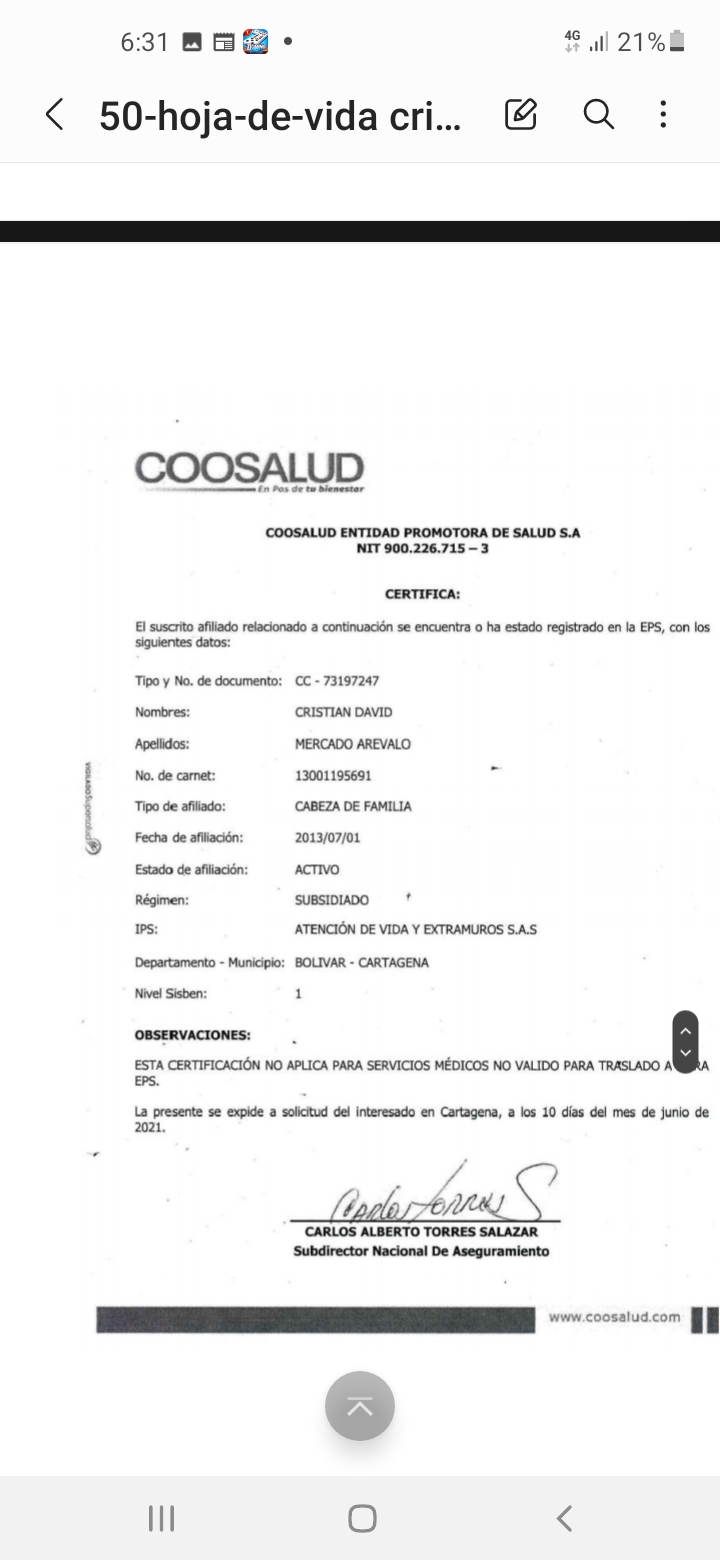 6:31
4G
21%
50-hoja-de-vida cri...
COOSALUD
En Pos de tu bienestar
COOSALUD ENTIDAD PROMOTORA DE SALUD S.A
NIT 900.226.715 – 3
CERTIFICA:
El suscrito afiliado relacionado a continuación se encuentra o ha estado registrado en la EPS, con los
siguientes datos:
Tipo y No. de documento: CC - 73197247
Nombres: CRISTIAN DAVID
Apellidos: MERCADO AREVALO
No. de carnet: 13001195691
Tipo de afiliado: CABEZA DE FAMILIA
Fecha de afiliación: 2013/07/01
Estado de afiliación: ACTIVO
Régimen: SUBSIDIADO
IPS: ATENCIÓN DE VIDA Y EXTRAMUROS S.A.S
Departamento - Municipio: BOLIVAR - CARTAGENA
Nivel Sisben: 1
VIGILADO Supersalud
OBSERVACIONES:
ESTA CERTIFICACIÓN NO APLICA PARA SERVICIOS MÉDICOS NO VALIDO PARA TRASLADO A
EPS.
La presente se expide a solicitud del interesado en Cartagena, a los 10 días del mes de junio de
2021.
Carlos Torres S
CARLOS ALBERTO TORRES SALAZAR
Subdirector Nacional De Aseguramiento
www.coosalud.com